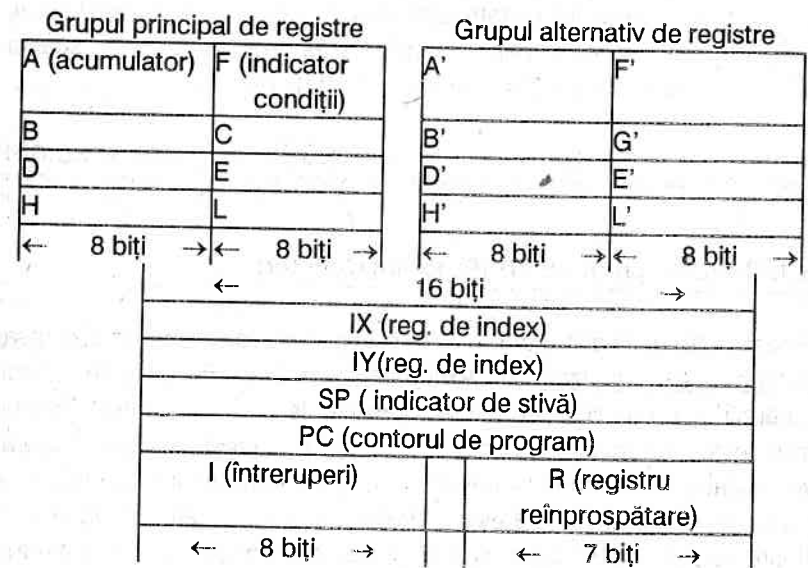 Grupul principal de registre
A (acumulator) F (indicator
condiții)
B C
D E
H L
← 8 biți → ← 8 biți →
Grupul alternativ de registre
A' F'
B' G'
D' E'
H' L'
← 8 biți → ← 8 biți →
← 16 biți →
IX (reg. de index)
IY(reg. de index)
SP ( indicator de stivă)
PC (contorul de program)
I (întreruperi) R (registru
reînprospătare)
← 8 biți → ← 7 biți →